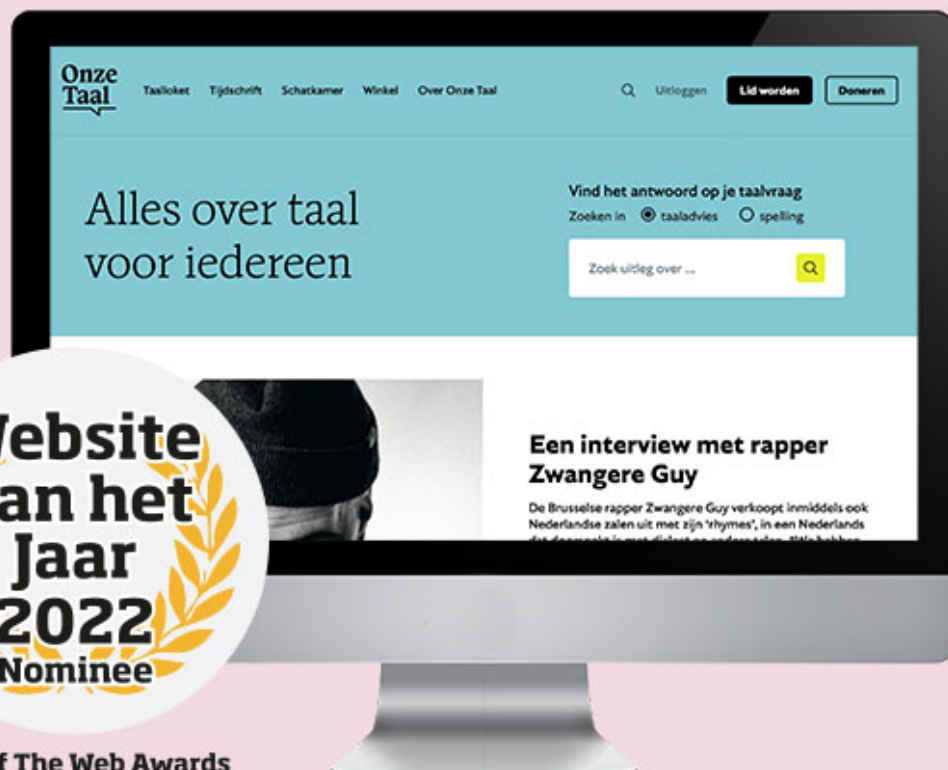 Onze
Taal
Taalloket Tijdschrift Schatkamer Winkel Over Onze Taal
Uitloggen Lid worden Doneren
Alles over taal
voor iedereen
Vind het antwoord op je taalvraag
Zoeken in taaladvies spelling
Zoek uitleg over ...
Een interview met rapper
Zwangere Guy
De Brusselse rapper Zwangere Guy verkoopt inmiddels ook
Nederlandse zalen uit met zijn 'rhymes', in een Nederlands
ebsite
an het
Jaar
2022
Nominee
f The Web Awards